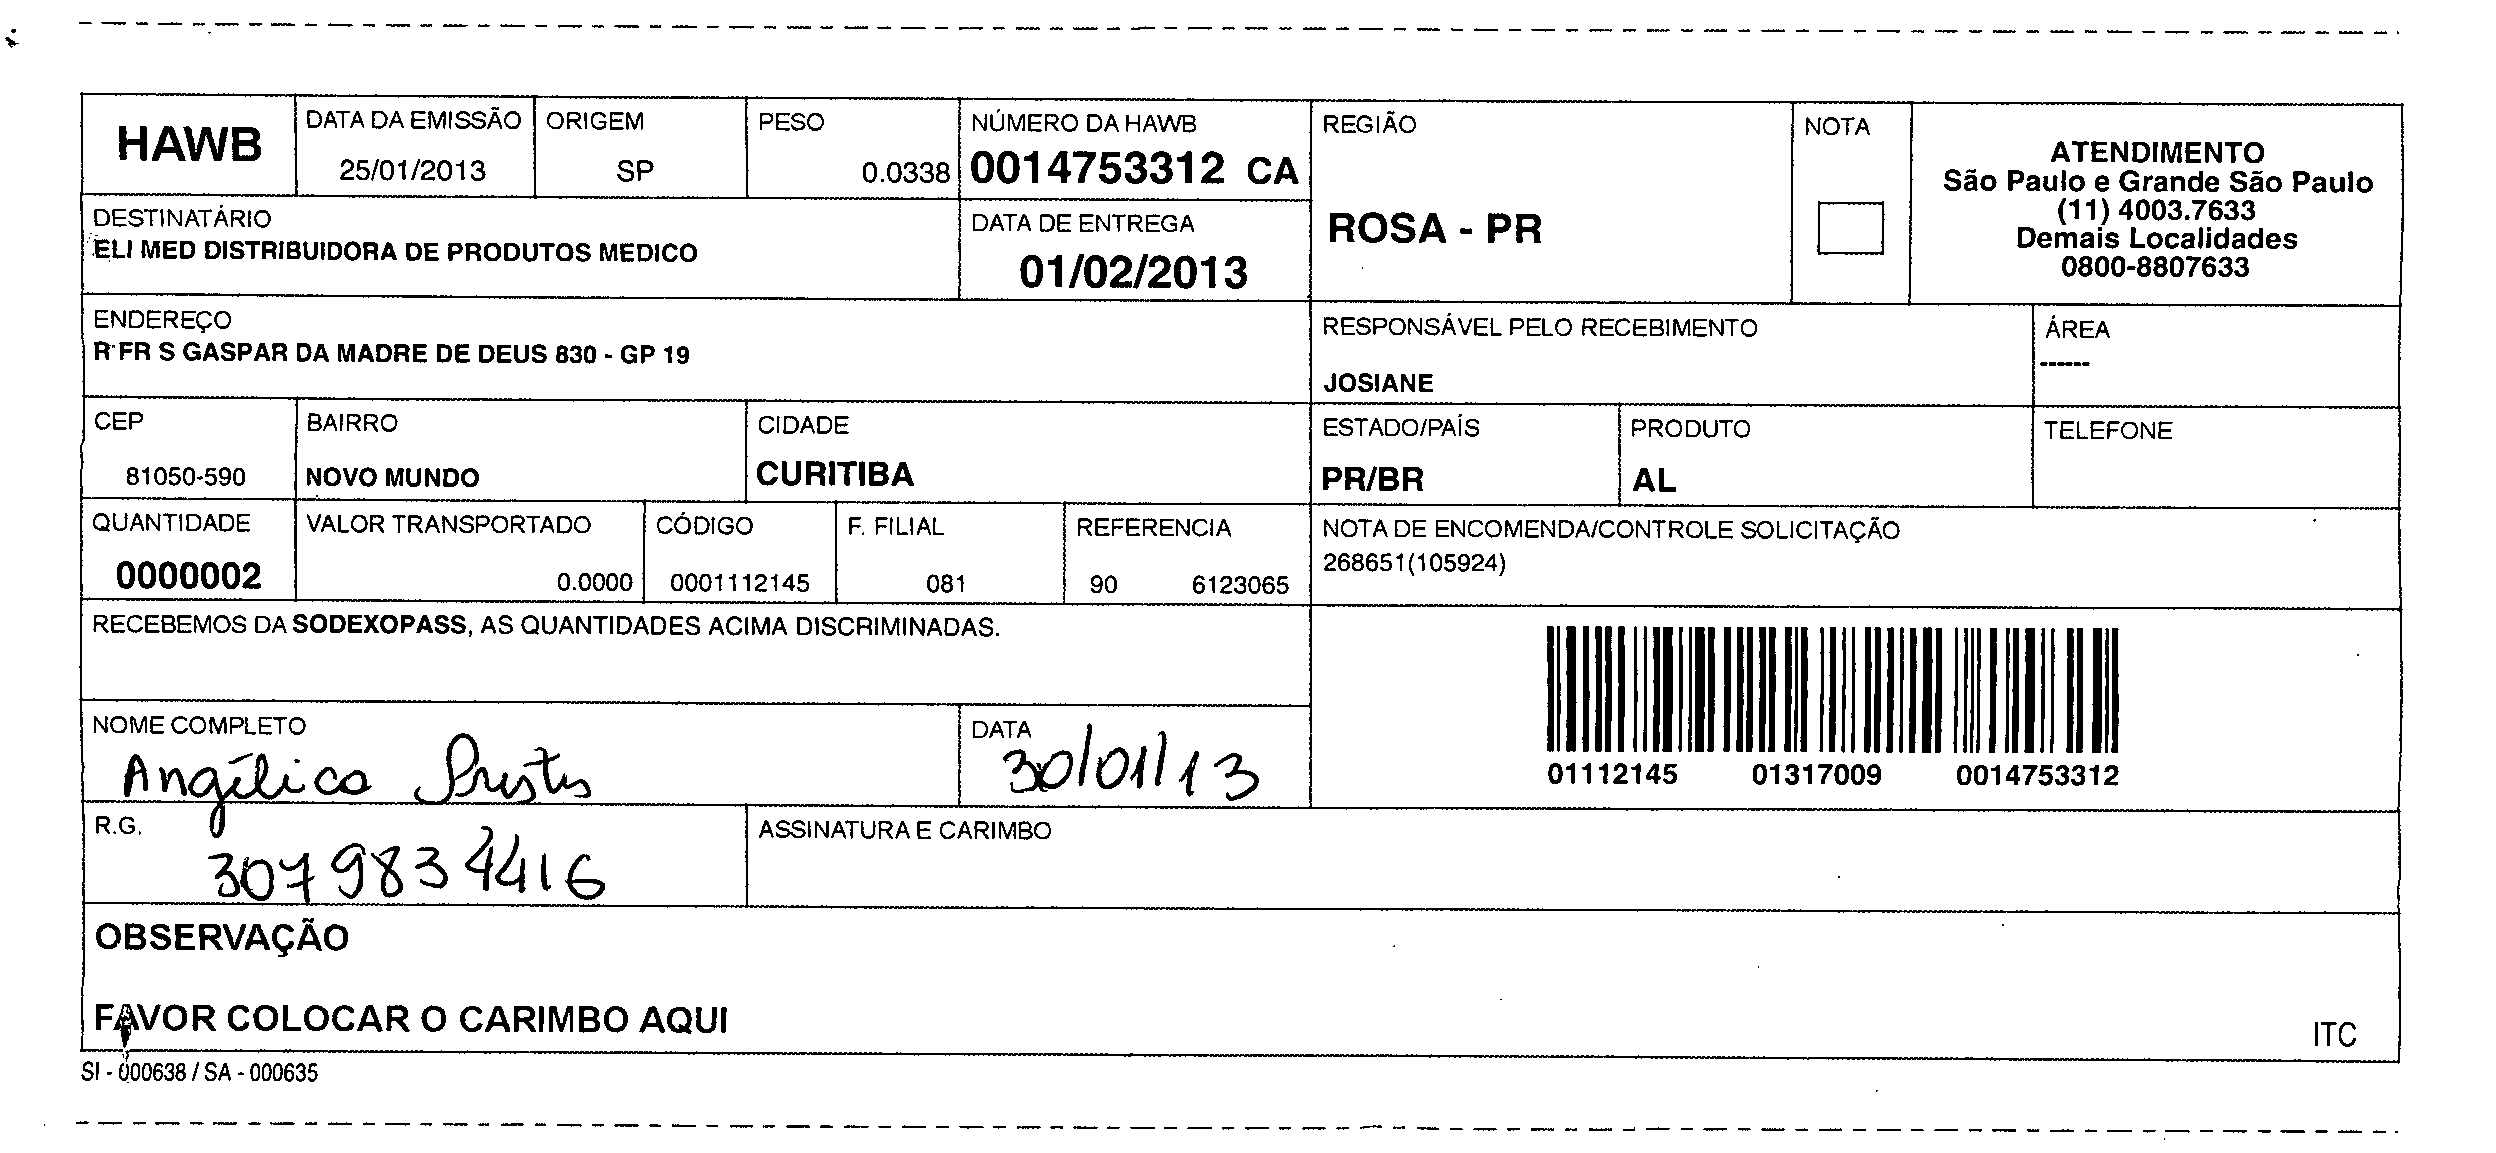 HAWB
DATA DA EMISSÃO
25/01/2013
ORIGEM
SP
PESO
0.0338
NÚMERO DA HAWB
0014753312 CA
REGIÃO
ROSA - PR
NOTA
ATENDIMENTO
São Paulo e Grande São Paulo
(11) 4003.7633
Demais Localidades
0800-8807633
DESTINATÁRIO
ELI MED DISTRIBUIDORA DE PRODUTOS MEDICO
DATA DE ENTREGA
01/02/2013
ENDEREÇO
R FR S GASPAR DA MADRE DE DEUS 830 - GP 19
RESPONSÁVEL PELO RECEBIMENTO
JOSIANE
ÁREA
------
CEP
81050-590
BAIRRO
NOVO MUNDO
CIDADE
CURITIBA
ESTADO/PAÍS
PR/BR
PRODUTO
AL
TELEFONE
QUANTIDADE
0000002
VALOR TRANSPORTADO
0.0000
CÓDIGO
0001112145
F. FILIAL
081
REFERENCIA
90 6123065
NOTA DE ENCOMENDA/CONTROLE SOLICITAÇÃO
268651(105924)
RECEBEMOS DA SODEXOPASS, AS QUANTIDADES ACIMA DISCRIMINADAS.
01112145 01317009 0014753312
NOME COMPLETO
Angílica
DATA
30/01/13
R.G.
3079834416
ASSINATURA E CARIMBO
OBSERVAÇÃO
FAVOR COLOCAR O CARIMBO AQUI
ITC
SI - 000638 / SA - 000635